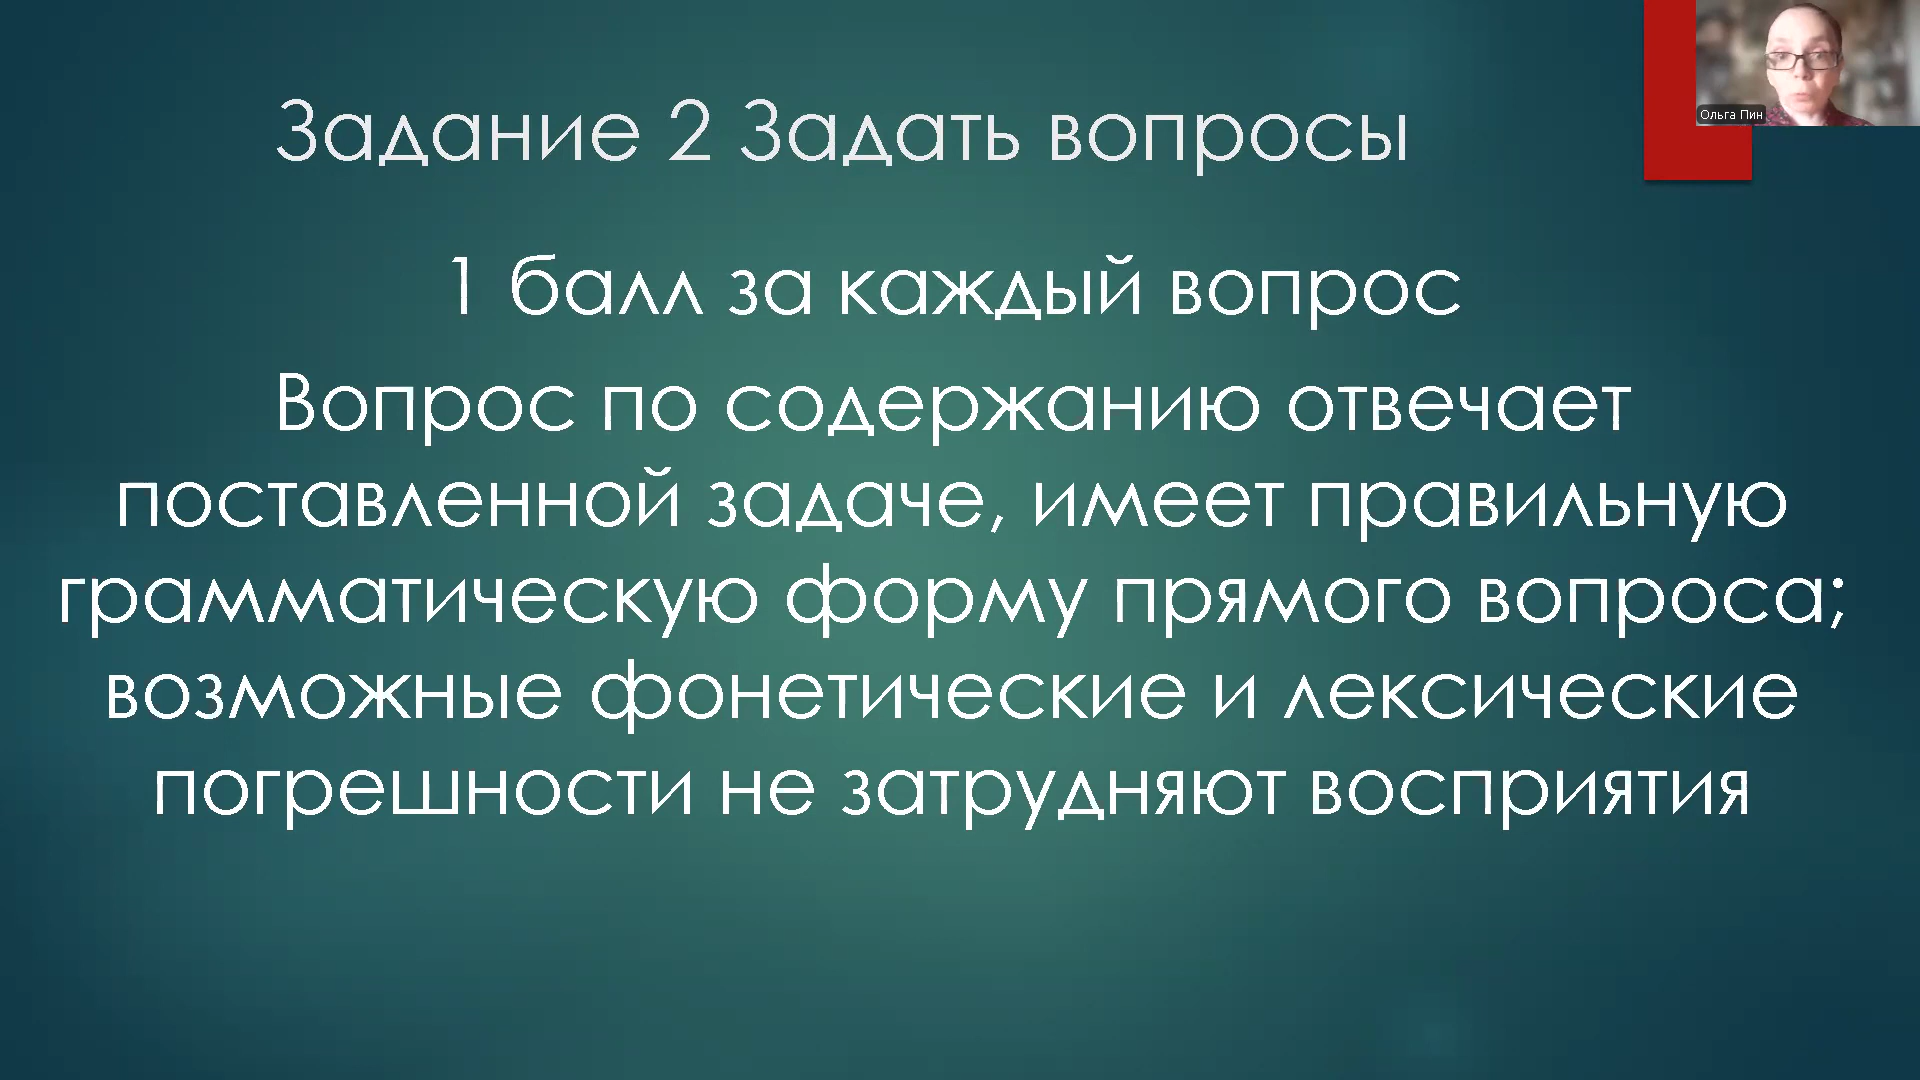 Задание 2 Задать вопросы
Ольга Пин
1 балл за каждый вопрос
Вопрос по содержанию отвечает
поставленной задаче, имеет правильную
грамматическую форму прямого вопроса;
возможные фонетические и лексические
погрешности не затрудняют восприятия